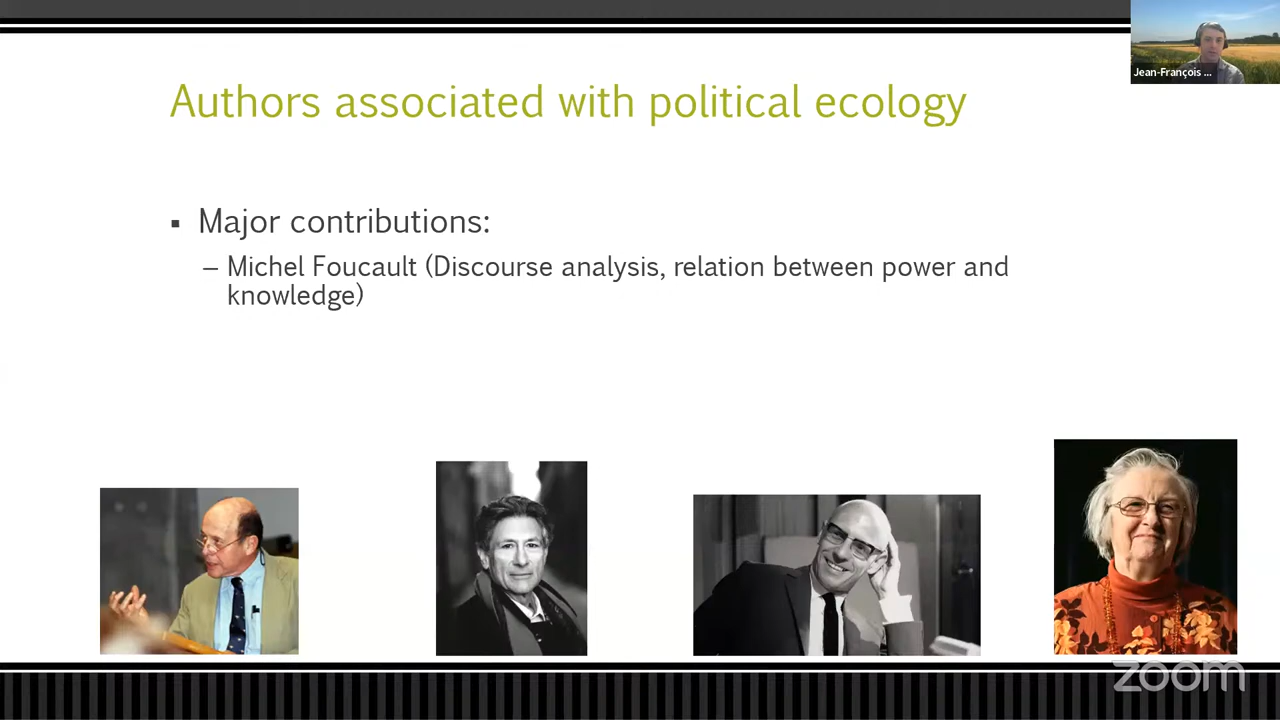 Jean-François ...
Authors associated with political ecology
▪ Major contributions:
– Michel Foucault (Discourse analysis, relation between power and
knowledge)
zoom